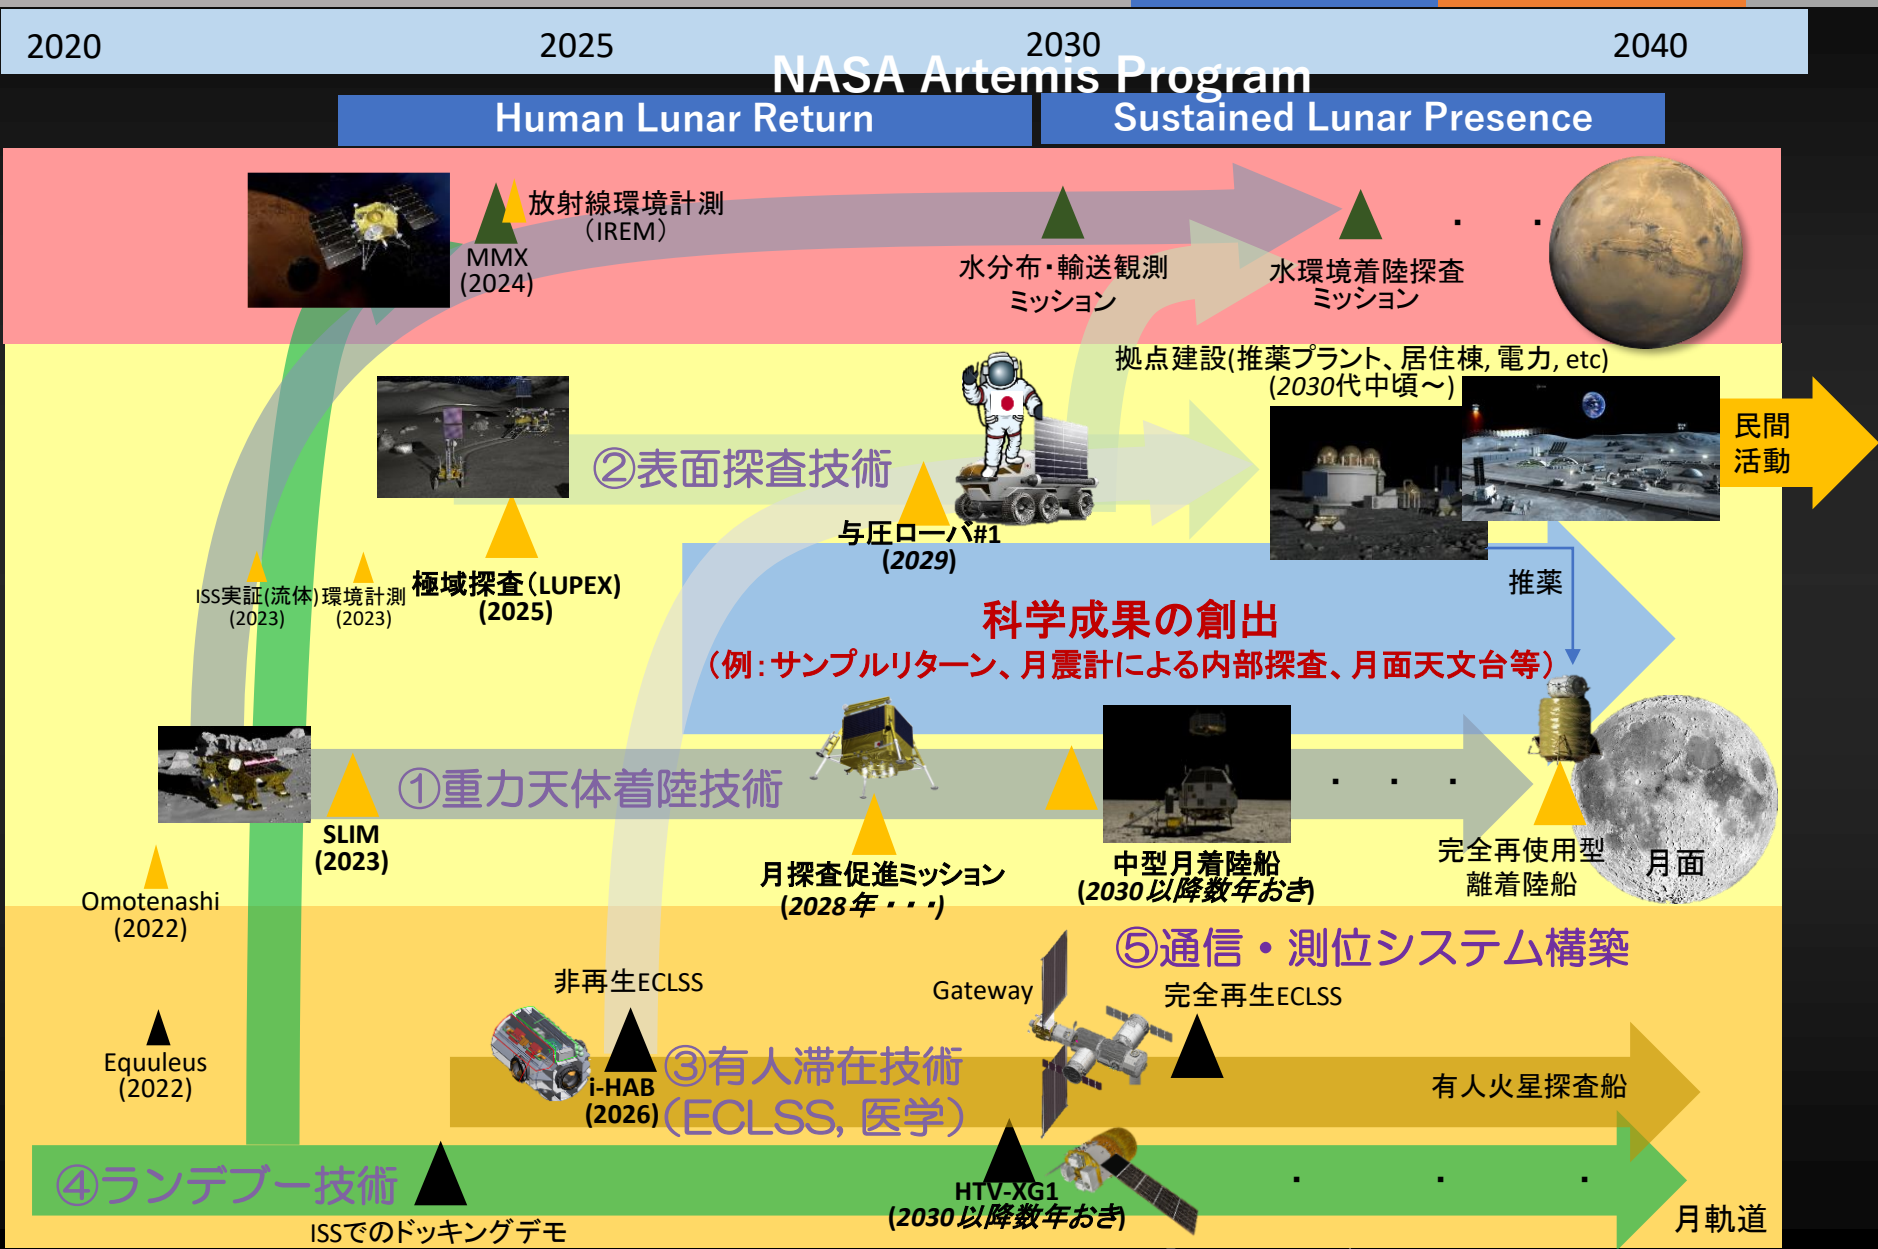 2020
2025
2030
2040
NASA Artemis Program
Human Lunar Return
Sustained Lunar Presence
放射線環境計測
（IREM）
MMX
(2024)
水分布・輸送観測
ミッション
水環境着陸探査
ミッション
・ ・
拠点建設(推薬プラント、居住棟, 電力, etc)
(2030代中頃～)
民間
活動
②表面探査技術
与圧ローバ#1
(2029)
ISS実証(流体)
(2023)
環境計測
(2023)
極域探査（LUPEX)
(2025)
推薬
科学成果の創出
（例：サンプルリターン、月震計による内部探査、月面天文台等）
①重力天体着陸技術
・ ・ ・
SLIM
(2023)
月探査促進ミッション
(2028年・・・)
中型月着陸船
(2030以降数年おき)
完全再使用型
離着陸船
月面
Omotenashi
(2022)
⑤通信・測位システム構築
非再生ECLSS
Gateway
完全再生ECLSS
Equuleus
(2022)
i-HAB
(2026)
③有人滞在技術
（ECLSS, 医学）
有人火星探査船
④ランデブー技術
ISSでのドッキングデモ
HTV-XG1
(2030以降数年おき)
・ ・ ・
月軌道